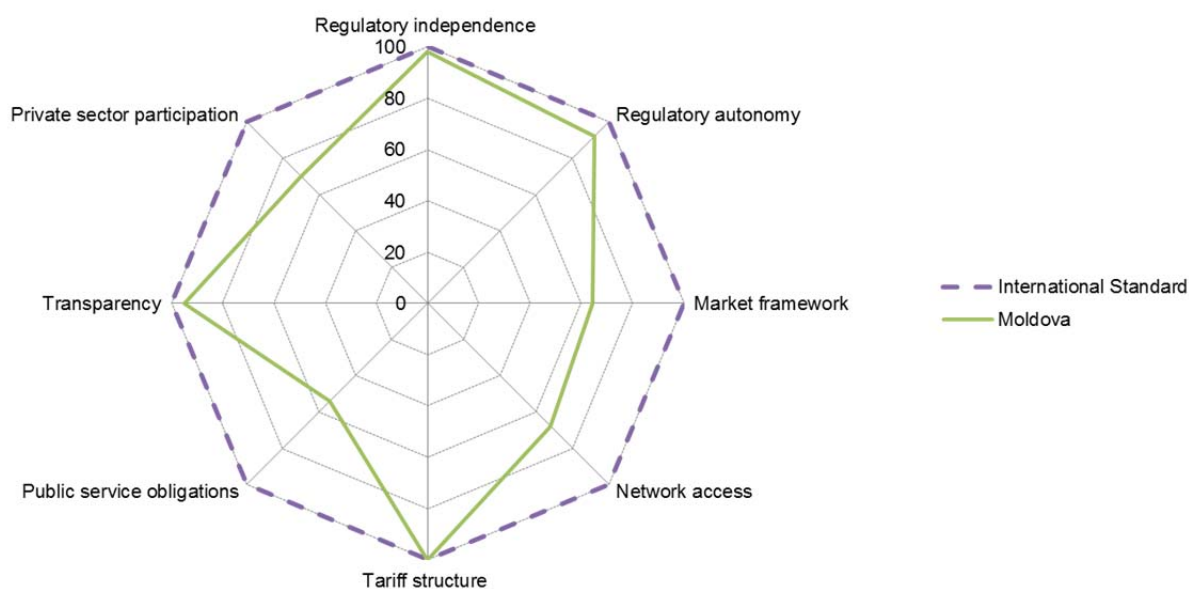 Regulatory independence
100
Private sector participation
Regulatory autonomy
80
60
40
20
Transparency
0
Market framework
International Standard
Moldova
Public service obligations
Network access
Tariff structure